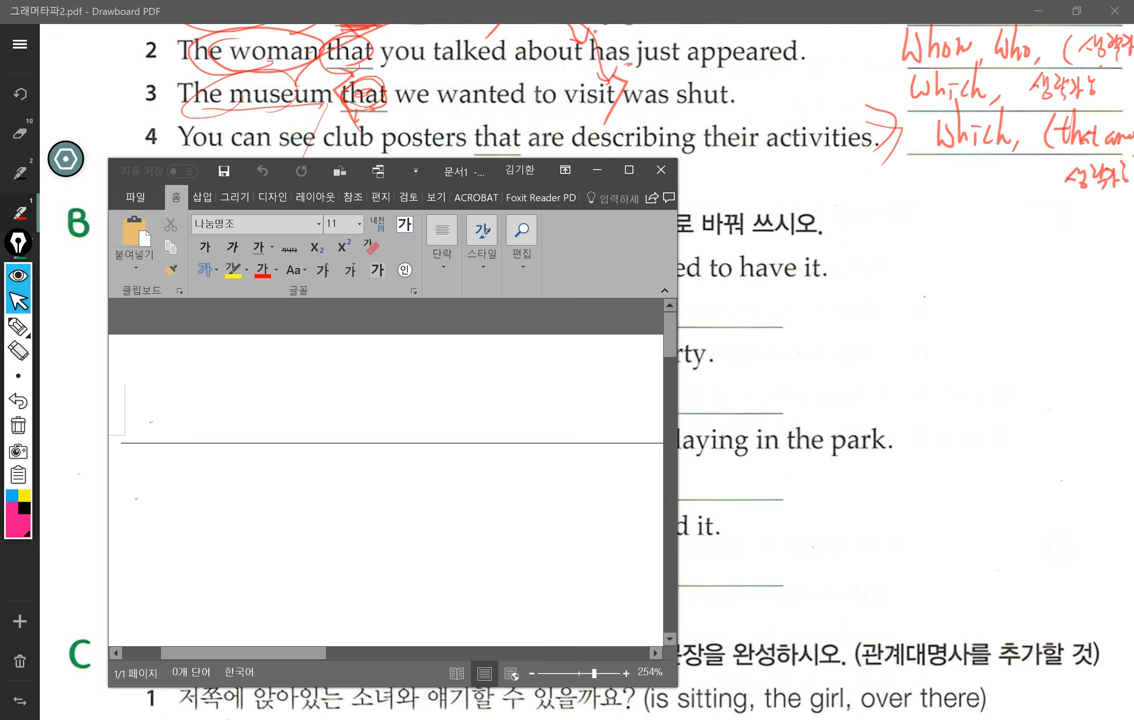 그래머타파2.pdf - Drawboard PDF
2 The woman that you talked about has just appeared.
whom, who, (생략
3 The museum that we wanted to visit was shut.
which, 생략가능
4 You can see club posters that are describing their activities.
which, (that are
생략가능
자동 저장
문서1 -...
김기환
파일 홈 삽입 그리기 디자인 레이아웃 참조 편지 검토 보기 ACROBAT Foxit Reader PD 입력하세
나눔명조 11
붙여넣기
단락 스타일 편집
클립보드 글꼴
B
로 바꿔 쓰시오.
ed to have it.
rty.
laying in the park.
d it.
1/1 페이지 0개 단어 한국어 254%
C
문장을 완성하시오. (관계대명사를 추가할 것)
1 저쪽에 앉아있는 소녀와 얘기할 수 있을까요? (is sitting, the girl, over there)